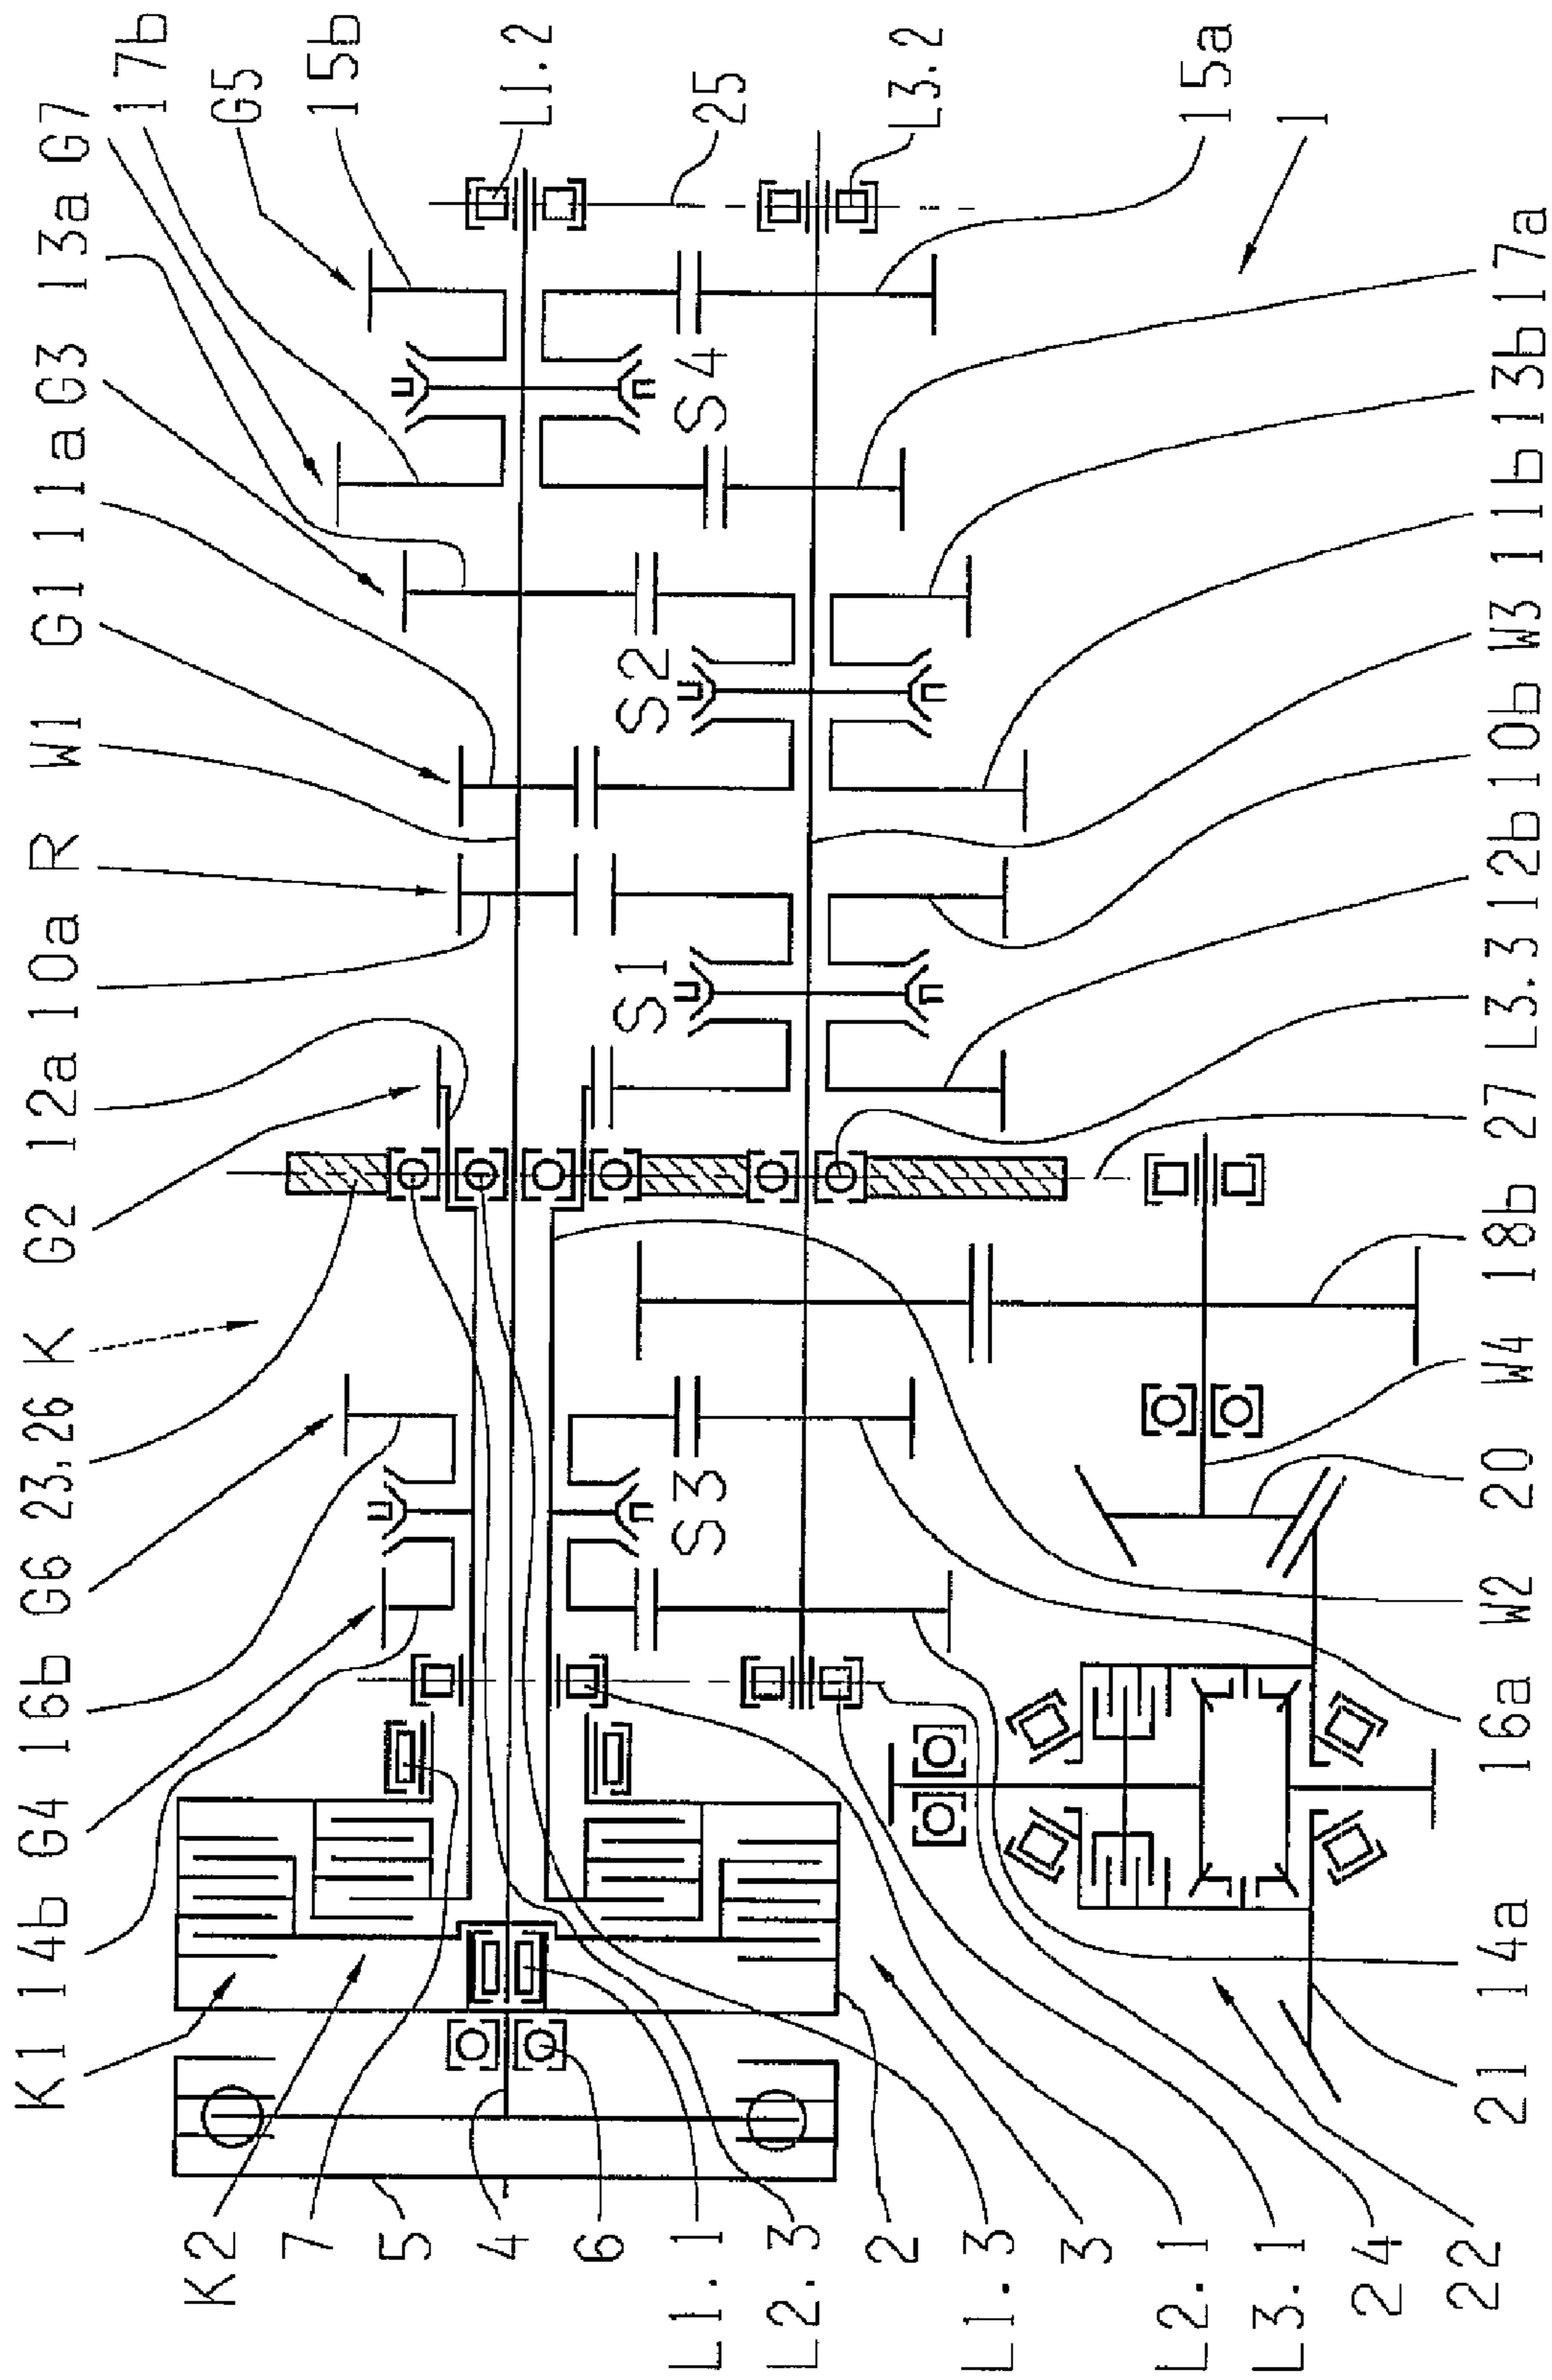 K1 14b G4 16b G6 23,26 K G2 12a 10a R W1 G1 11a G3 13a G7 17b G5 15b
L1.2
25
L3.2
15a
1
S3
S1
S2
S4
K2 7 5 4 6 L1.1 L2.3 2 L1.3 3 L2.1 L3.1 24 22
21 14a 16a W2 20 W4 18b 27 L3.3 12b 10b W3 11b 13b 17a